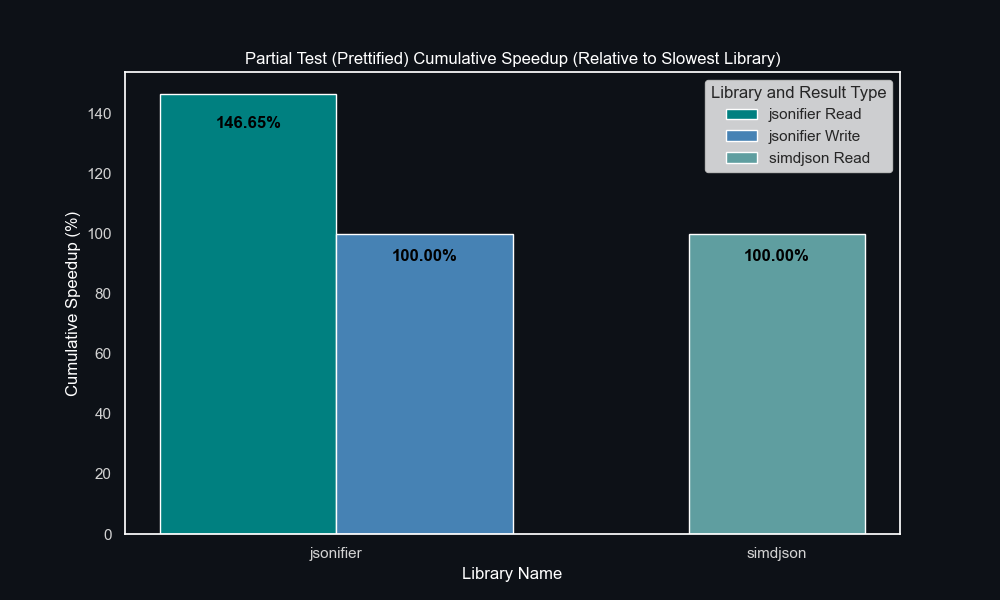 Partial Test (Prettified) Cumulative Speedup (Relative to Slowest Library)
Library and Result Type
jsonifier Read
jsonifier Write
simdjson Read
Cumulative Speedup (%)
140
120
100
80
60
40
20
0
146.65%
100.00%
100.00%
jsonifier
simdjson
Library Name